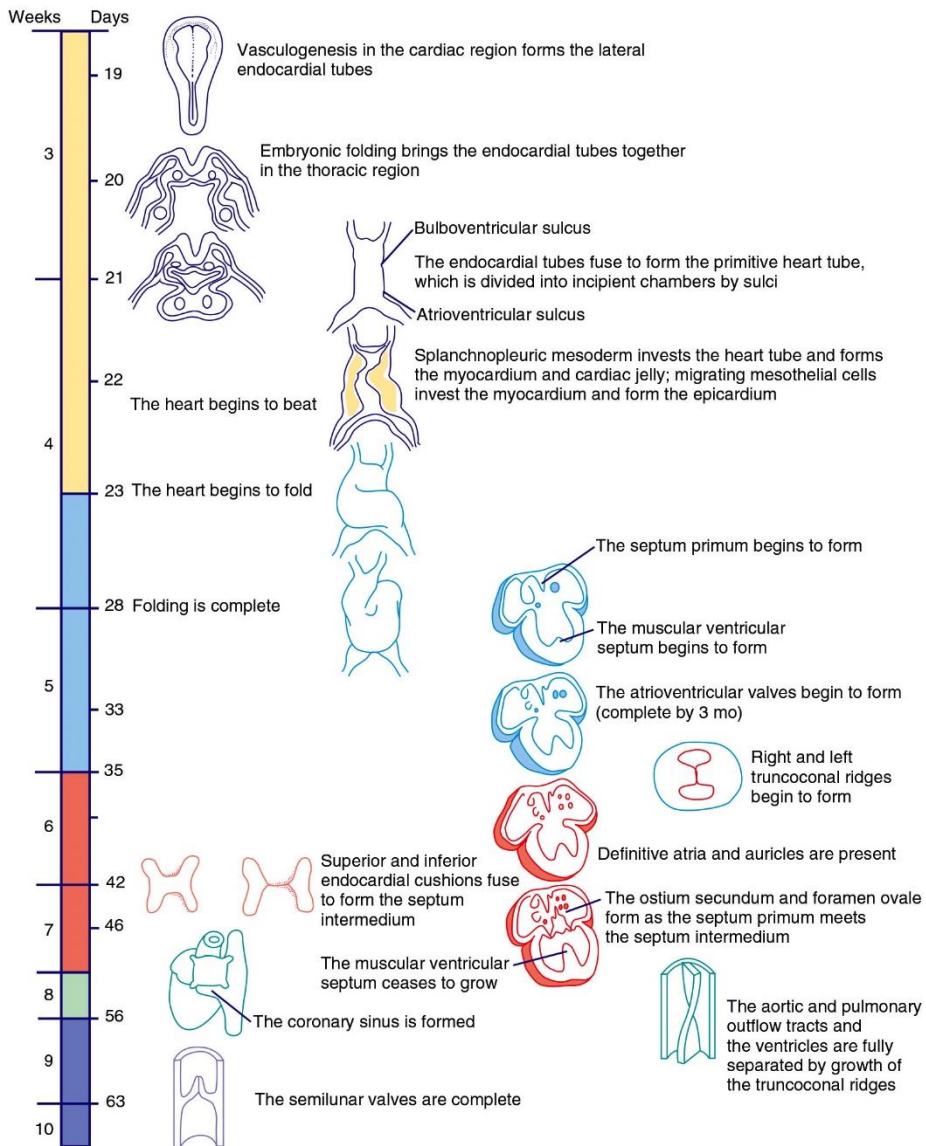 Weeks Days
Vasculogenesis in the cardiac region forms the lateral
endocardial tubes
19
3
Embryonic folding brings the endocardial tubes together
in the thoracic region
20
Bulboventricular sulcus
The endocardial tubes fuse to form the primitive heart tube,
which is divided into incipient chambers by sulci
21
Atrioventricular sulcus
Splanchnopleuric mesoderm invests the heart tube and forms
the myocardium and cardiac jelly; migrating mesothelial cells
invest the myocardium and form the epicardium
22
The heart begins to beat
4
23 The heart begins to fold
The septum primum begins to form
28 Folding is complete
The muscular ventricular
septum begins to form
5
The atrioventricular valves begin to form
(complete by 3 mo)
33
Right and left
truncoconal ridges
begin to form
35
6
Definitive atria and auricles are present
Superior and inferior
endocardial cushions fuse
to form the septum
intermedium
42
The ostium secundum and foramen ovale
form as the septum primum meets
the septum intermedium
46
7
The muscular ventricular
septum ceases to grow
8
56
The coronary sinus is formed
The aortic and pulmonary
outflow tracts and
the ventricles are fully
separated by growth of
the truncoconal ridges
9
63
The semilunar valves are complete
10